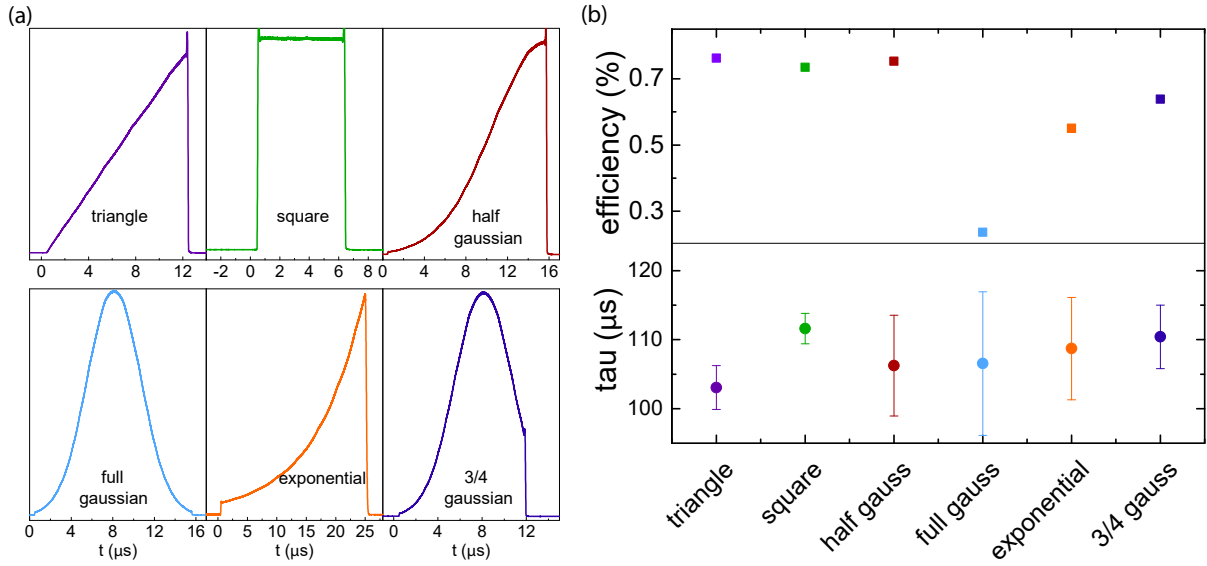 (a)
triangle
square
half
gaussian
0 4 8 12
-2 0 2 4 6 8
0 4 8 12 16
full
gaussian
exponential
3/4
gaussian
0 4 8 12 16
0 5 10 15 20 25
0 4 8 12
t (µs)
t (µs)
t (µs)
(b)
efficiency (%)
0.7
0.5
0.3
tau (µs)
120
110
100
triangle
square
half gauss
full gauss
exponential
3/4 gauss